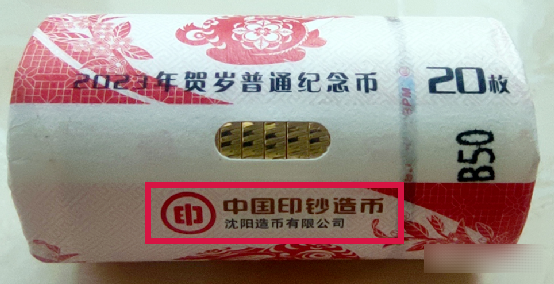 2023年贺岁普通纪念币
20枚
B50
印
中国印钞造币
沈阳造币有限公司